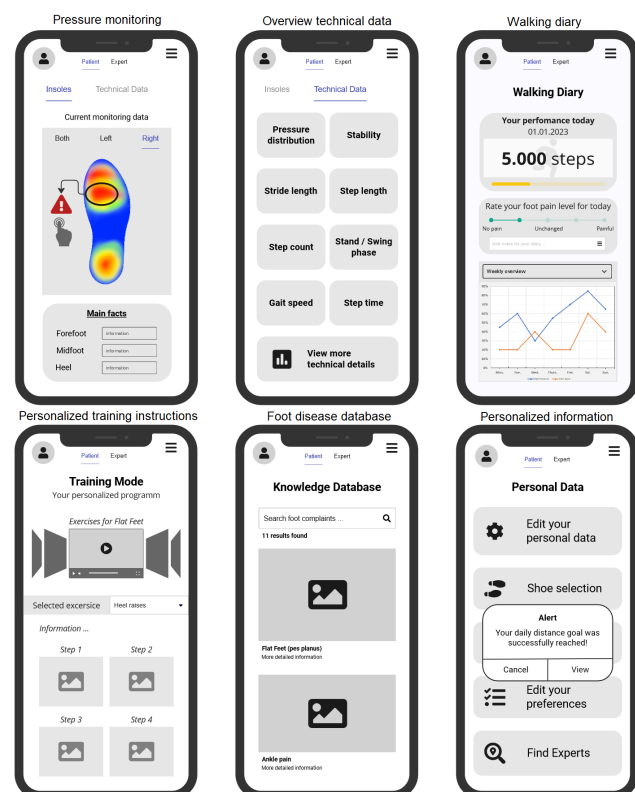 Pressure monitoring
Patient Expert
Insoles Technical Data
Current monitoring data
Both Left Right
Main facts
Forefoot information
Midfoot information
Heel information
Overview technical data
Patient Expert
Insoles Technical Data
Pressure
distribution
Stability
Stride length
Step length
Step count
Stand / Swing
phase
Gait speed
Step time
View more
technical details
Walking diary
Patient Expert
Walking Diary
Your perfomance today
01.01.2023
5.000 steps
Rate your foot pain level for today
No pain Unchanged Painful
Weekly overview
Personalized training instructions
Patient Expert
Training Mode
Your personalized programm
Exercises for Flat Feet
Selected excersice Heel raises
Information ...
Step 1 Step 2
Step 3 Step 4
Foot disease database
Patient Expert
Knowledge Database
Search foot complaints ...
11 results found
Flat Feet (pes planus)
More detailed information
Ankle pain
More detailed information
Personalized information
Patient Expert
Personal Data
Edit your
personal data
Shoe selection
Alert
Your daily distance goal was
successfully reached!
Cancel View
Edit your
preferences
Find Experts